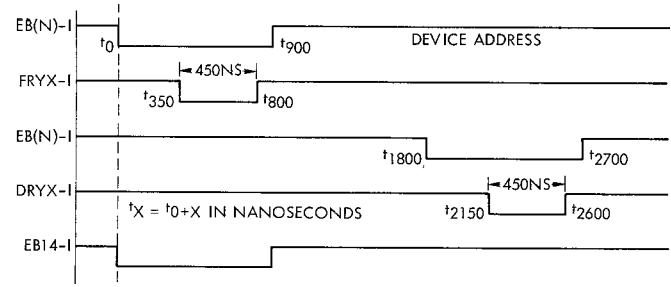 EB(N)-I
t0
t900
DEVICE ADDRESS
FRYX-I
450NS
t350
t800
EB(N)-I
t1800
t2700
DRYX-I
450NS
tX = t0+X IN NANOSECONDS
t2150
t2600
EB14-I